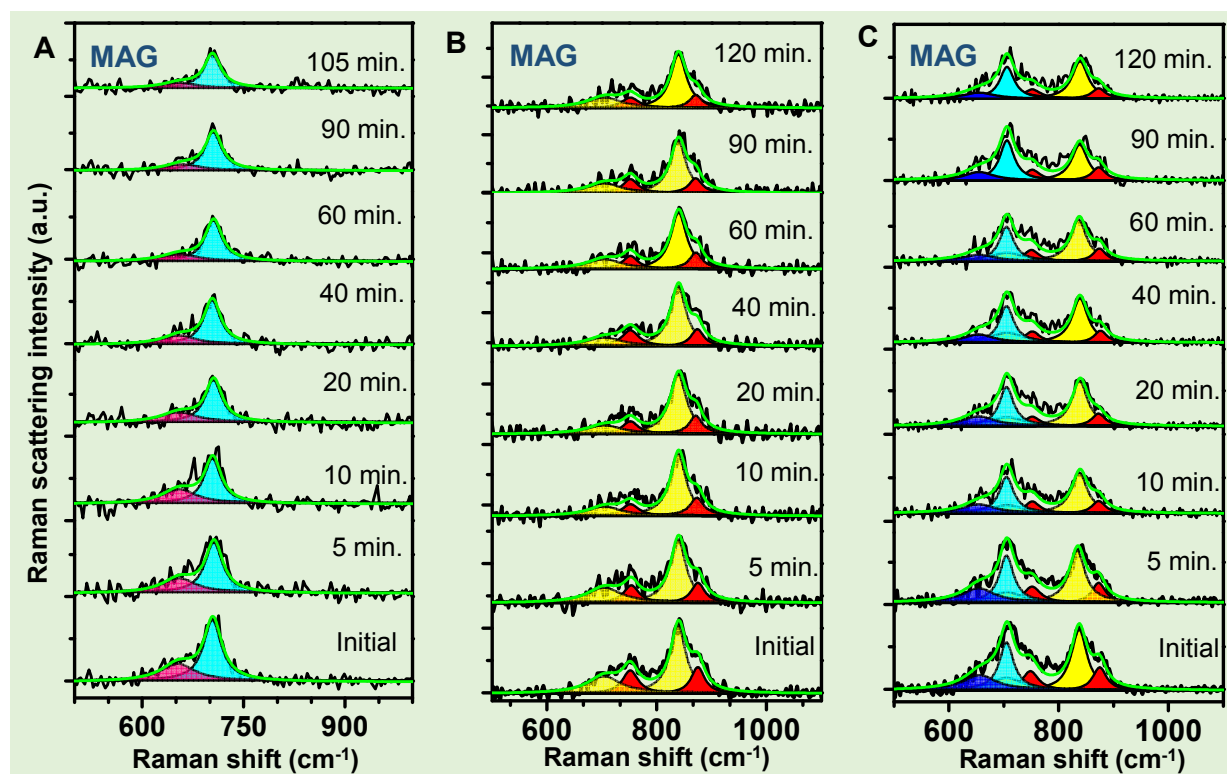 Raman scattering intensity (a.u.)
A
MAG
105 min.
90 min.
60 min.
40 min.
20 min.
10 min.
5 min.
Initial
600 750 900
Raman shift (cm-1)
B
MAG
120 min.
90 min.
60 min.
40 min.
20 min.
10 min.
5 min.
Initial
600 800 1000
Raman shift (cm-1)
C
MAG
120 min.
90 min.
60 min.
40 min.
20 min.
10 min.
5 min.
Initial
600 800 1000
Raman shift (cm-1)